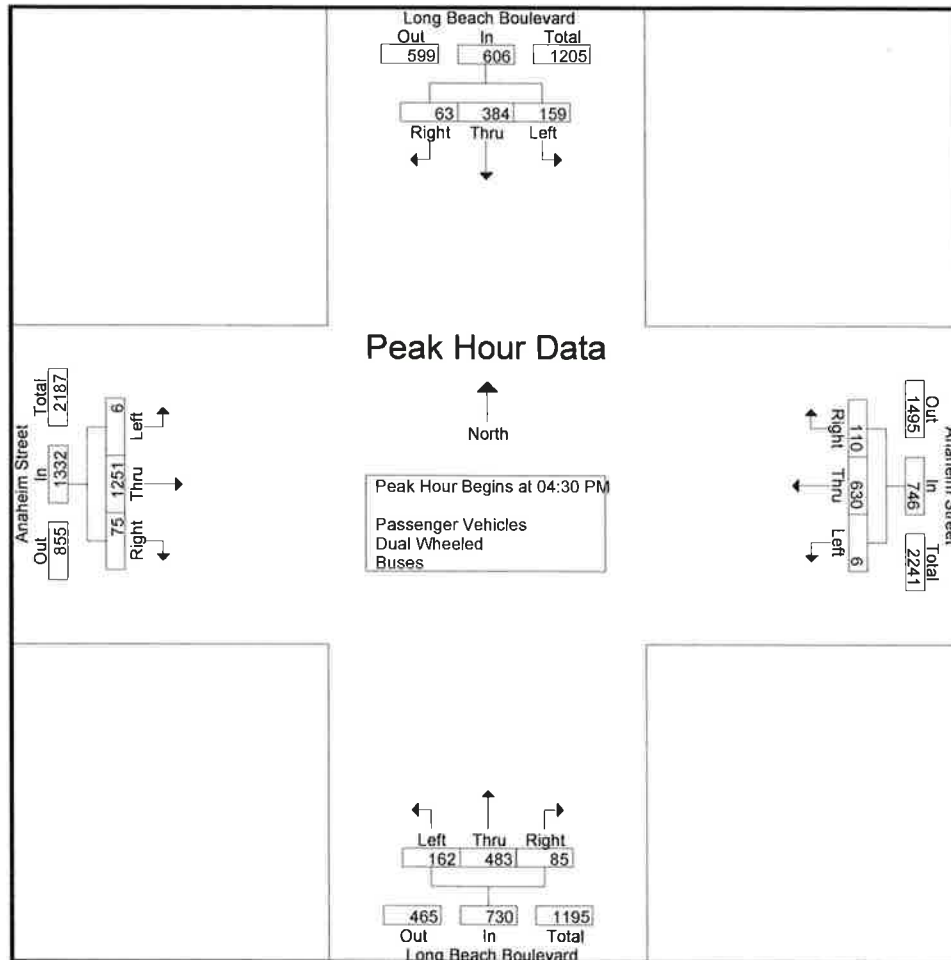 Long Beach Boulevard
Out In Total
599 606 1205
63 384 159
Right Thru Left
Peak Hour Data
North
Peak Hour Begins at 04:30 PM
Passenger Vehicles
Dual Wheeled
Buses
Anaheim Street
Total In Out
2187 1332 855
6 1251 75
Left Thru Right
Right Thru Left
110 630 6
Out In Total
1495 746 2241
Anaheim Street
Left Thru Right
162 483 85
465 730 1195
Out In Total
Long Beach Boulevard